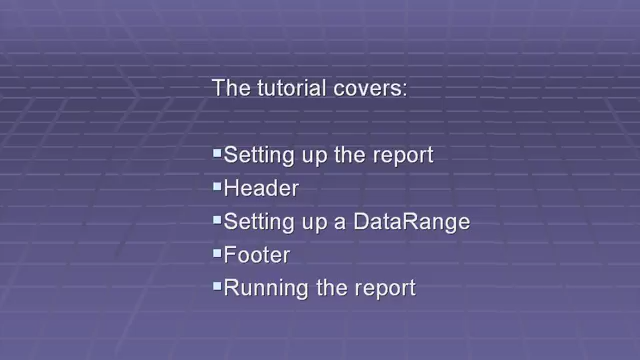 The tutorial covers:
▪Setting up the report
▪Header
▪Setting up a DataRange
▪Footer
▪Running the report